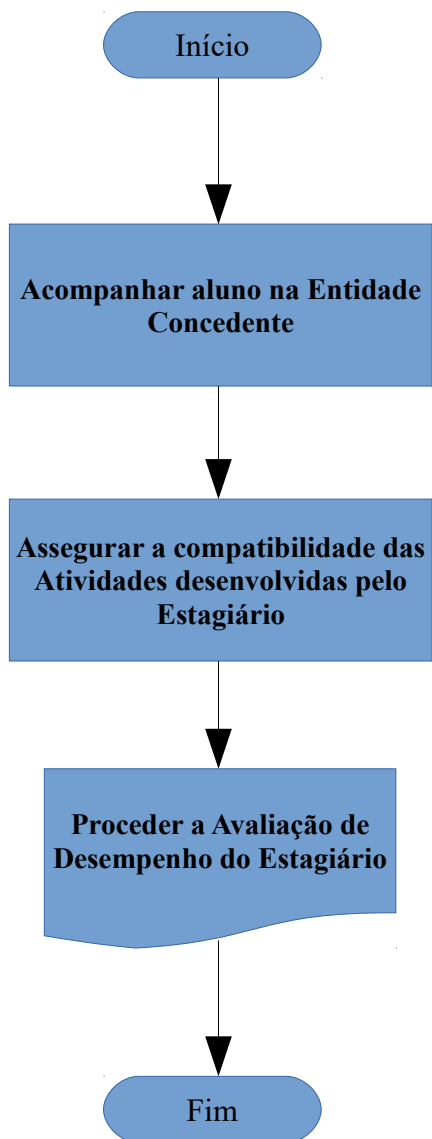 Início
Acompanhar aluno na Entidade
Concedente
Assegurar a compatibilidade das
Atividades desenvolvidas pelo
Estagiário
Proceder a Avaliação de
Desempenho do Estagiário
Fim